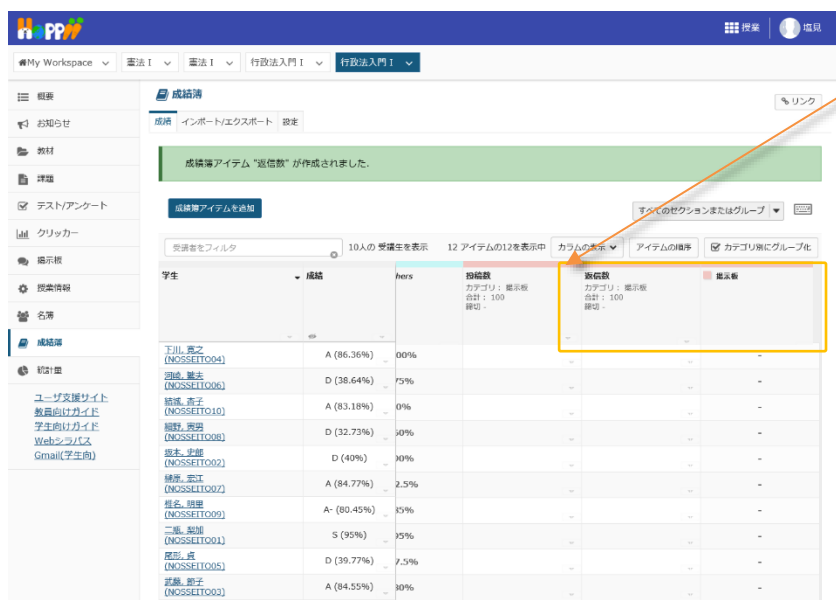 Hoppii
授業
塩見
My Workspace
憲法 I
憲法 I
行政法入門 I
行政法入門 I
概要
お知らせ
教材
課題
テスト/アンケート
クリッカー
掲示板
授業情報
名簿
成績簿
統計量
ユーザ支援サイト
教員向けガイド
学生向けガイド
Webシラバス
Gmail(学生向)
成績簿
リンク
成績 インポート/エクスポート 設定
成績簿アイテム "返信数" が作成されました.
成績簿アイテムを追加
すべてのセクションまたはグループ
受講者をフィルタ
10人の 受講生を表示
12 アイテムの12を表示中
カラムの表示
アイテムの順序
カテゴリ別にグループ化
学生 成績 hers 投稿数 返信数 掲示板
カテゴリ: 掲示板 カテゴリ: 掲示板
合計: 100 合計: 100
締切 - 締切 -
下川, 寛之
(NOSSEITO04) A (86.36%) 00% -
河崎, 
(NOSSEITO06) D (38.64%) 75% -
結城, 杏子
(NOSSEITO10) A (83.18%) 0% -
細野, 寅男
(NOSSEITO08) D (32.73%) 50% -
坂本, 史郎
(NOSSEITO02) D (40%) 00% -
榊原, 宏江
(NOSSEITO07) A (84.77%) 2.5% -
椎名, 明里
(NOSSEITO09) A- (80.45%) 35% -
二瓶, 梨加
(NOSSEITO01) S (95%) 95% -
尾形, 貞
(NOSSEITO05) D (39.77%) 7.5% -
武藤, 節子
(NOSSEITO03) A (84.55%) 30%  -